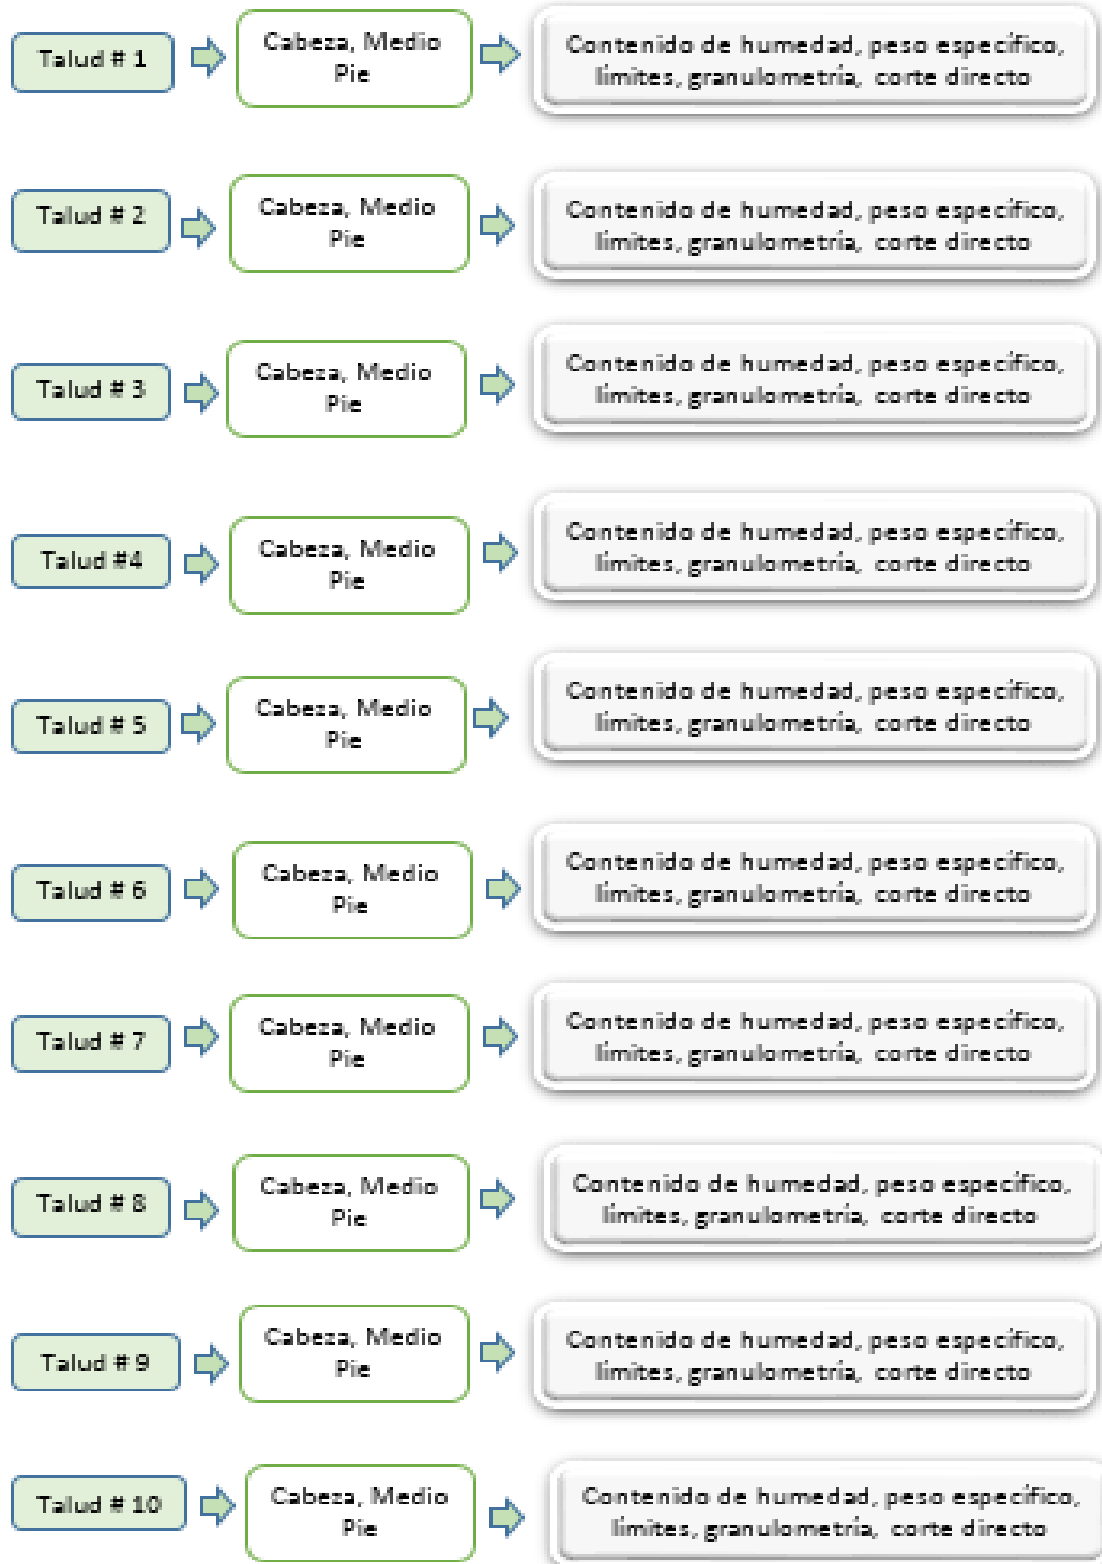 Talud # 1
Cabeza, Medio
Pie
Contenido de humedad, peso específico,
límites, granulometría, corte directo
Talud # 2
Cabeza, Medio
Pie
Contenido de humedad, peso específico,
límites, granulometría, corte directo
Talud # 3
Cabeza, Medio
Pie
Contenido de humedad, peso específico,
límites, granulometría, corte directo
Talud #4
Cabeza, Medio
Pie
Contenido de humedad, peso específico,
límites, granulometría, corte directo
Talud # 5
Cabeza, Medio
Pie
Contenido de humedad, peso específico,
límites, granulometría, corte directo
Talud # 6
Cabeza, Medio
Pie
Contenido de humedad, peso específico,
límites, granulometría, corte directo
Talud # 7
Cabeza, Medio
Pie
Contenido de humedad, peso específico,
límites, granulometría, corte directo
Talud # 8
Cabeza, Medio
Pie
Contenido de humedad, peso específico,
límites, granulometría, corte directo
Talud # 9
Cabeza, Medio
Pie
Contenido de humedad, peso específico,
límites, granulometría, corte directo
Talud # 10
Cabeza, Medio
Pie
Contenido de humedad, peso específico,
límites, granulometría, corte directo